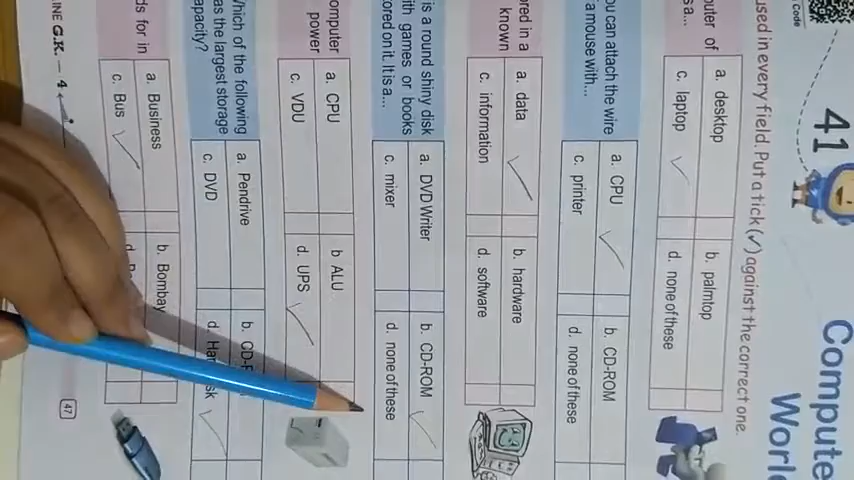 Code
41
Compute
World
used in every field. Put a tick (✓) against the correct one.
puter of
s a...
a. desktop
b. palmtop
c. laptop ✓
d. none of these
ou can attach the wire
a mouse with...
a. CPU ✓
b. CD-ROM
c. printer
d. none of these
ored in a
known
a. data ✓
b. hardware
c. information
d. software
is a round shiny disk
ith games or books
ored on it. It is a...
a. DVD Writer
b. CD-ROM ✓
c. mixer
d. none of these
omputer
power
a. CPU
b ALU
c. VDU
d. UPS ✓
Which of the following
as the largest storage
apacity?
a. Pendrive
c. DVD
ds for in
a. Business
b. Bombay
c. Bus ✓
INE G.K. - 4
47